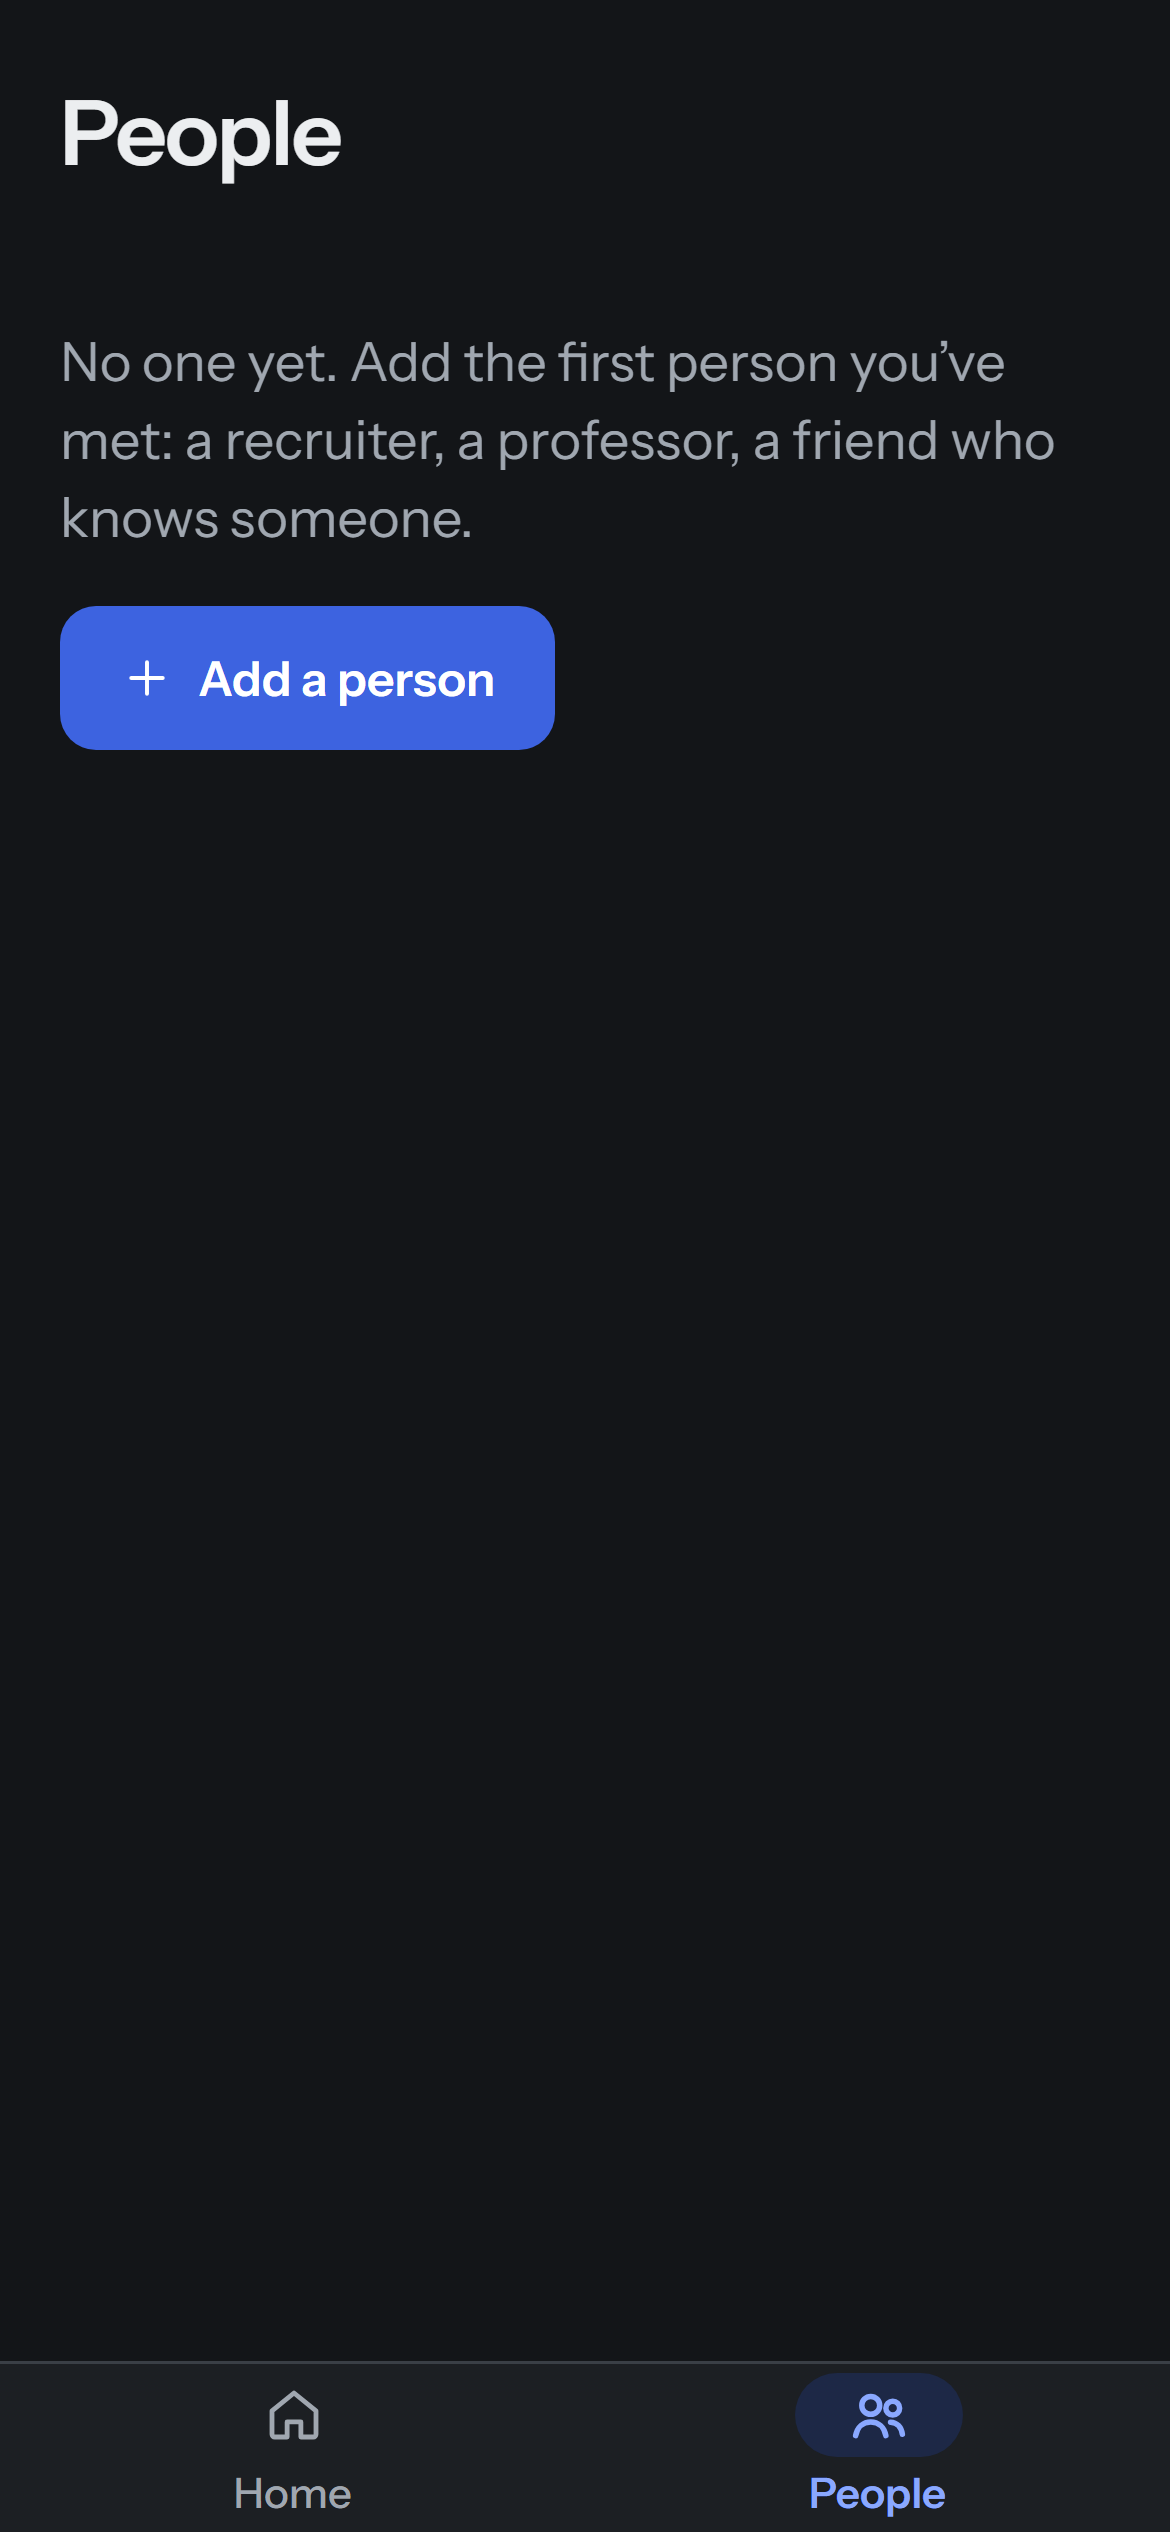 People
No one yet. Add the first person you’ve
met: a recruiter, a professor, a friend who
knows someone.
Add a person
Home
People